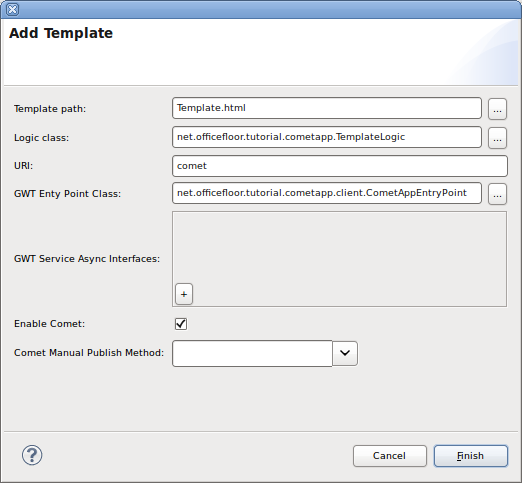 Add Template
Template path: Template.html ...
Logic class: net.officefloor.tutorial.cometapp.TemplateLogic ...
URI: comet
GWT Enty Point Class: net.officefloor.tutorial.cometapp.client.CometAppEntryPoint ...
GWT Service Async Interfaces:
+
Enable Comet:
Comet Manual Publish Method:
? Cancel Finish